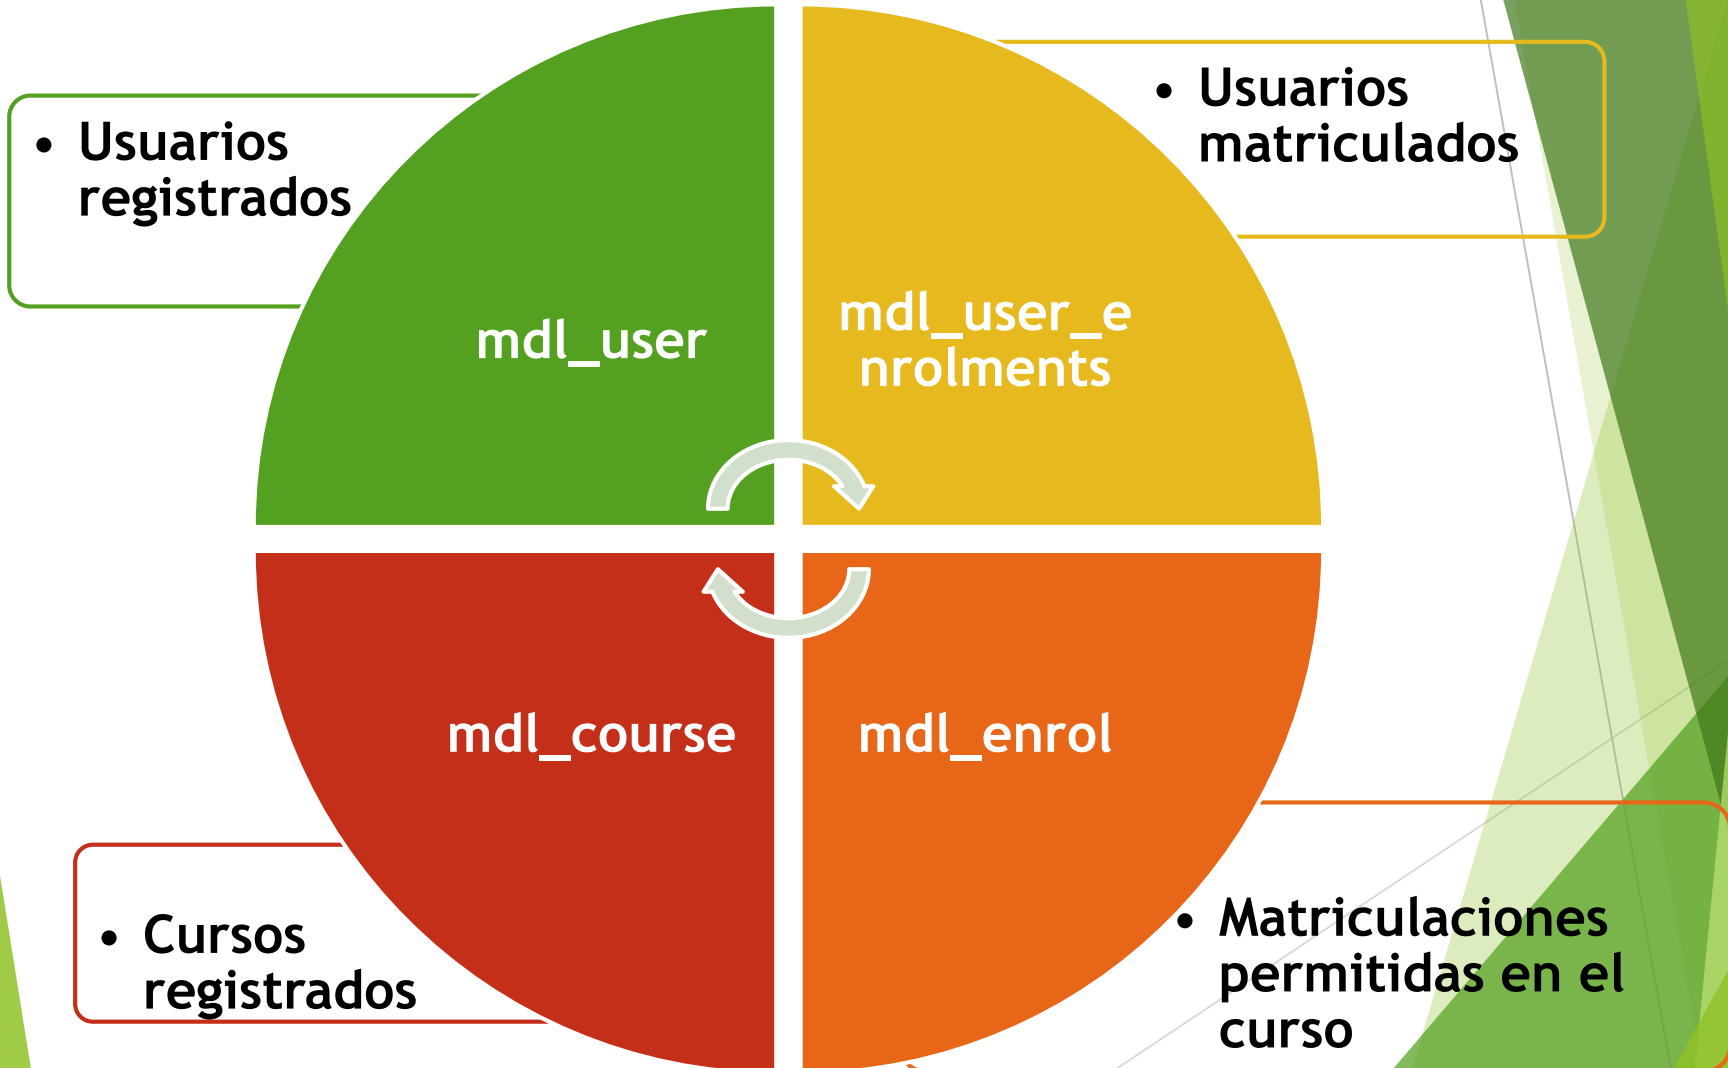 • Usuarios
registrados
• Usuarios
matriculados
mdl_user
mdl_user_e
nrolments
mdl_course
mdl_enrol
• Cursos
registrados
• Matriculaciones
permitidas en el
curso